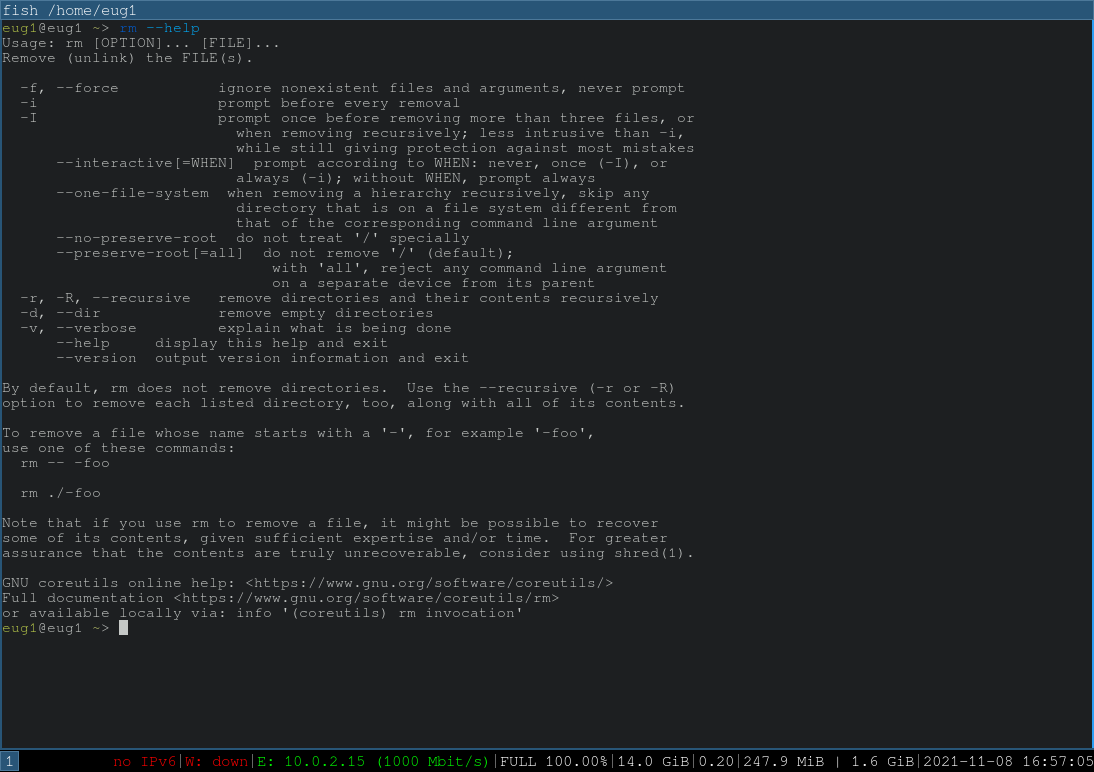 fish /home/eug1
eug1@eug1 ~> rm --help
Usage: rm [OPTION]... [FILE]...
Remove (unlink) the FILE(s).

  -f, --force           ignore nonexistent files and arguments, never prompt
  -i                    prompt before every removal
  -I                    prompt once before removing more than three files, or
                          when removing recursively; less intrusive than -i,
                          while still giving protection against most mistakes
      --interactive[=WHEN]  prompt according to WHEN: never, once (-I), or
                          always (-i); without WHEN, prompt always
      --one-file-system  when removing a hierarchy recursively, skip any
                          directory that is on a file system different from
                          that of the corresponding command line argument
      --no-preserve-root  do not treat '/' specially
      --preserve-root[=all]  do not remove '/' (default);
                              with 'all', reject any command line argument
                              on a separate device from its parent
  -r, -R, --recursive   remove directories and their contents recursively
  -d, --dir             remove empty directories
  -v, --verbose         explain what is being done
      --help     display this help and exit
      --version  output version information and exit

By default, rm does not remove directories.  Use the --recursive (-r or -R)
option to remove each listed directory, too, along with all of its contents.

To remove a file whose name starts with a '-', for example '-foo',
use one of these commands:
  rm -- -foo

  rm ./-foo

Note that if you use rm to remove a file, it might be possible to recover
some of its contents, given sufficient expertise and/or time.  For greater
assurance that the contents are truly unrecoverable, consider using shred(1).

GNU coreutils online help: <https://www.gnu.org/software/coreutils/>
Full documentation <https://www.gnu.org/software/coreutils/rm>
or available locally via: info '(coreutils) rm invocation'
eug1@eug1 ~>
1 no IPv6|W: down|E: 10.0.2.15 (1000 Mbit/s)|FULL 100.00%|14.0 GiB|0.20|247.9 MiB | 1.6 GiB|2021-11-08 16:57:05